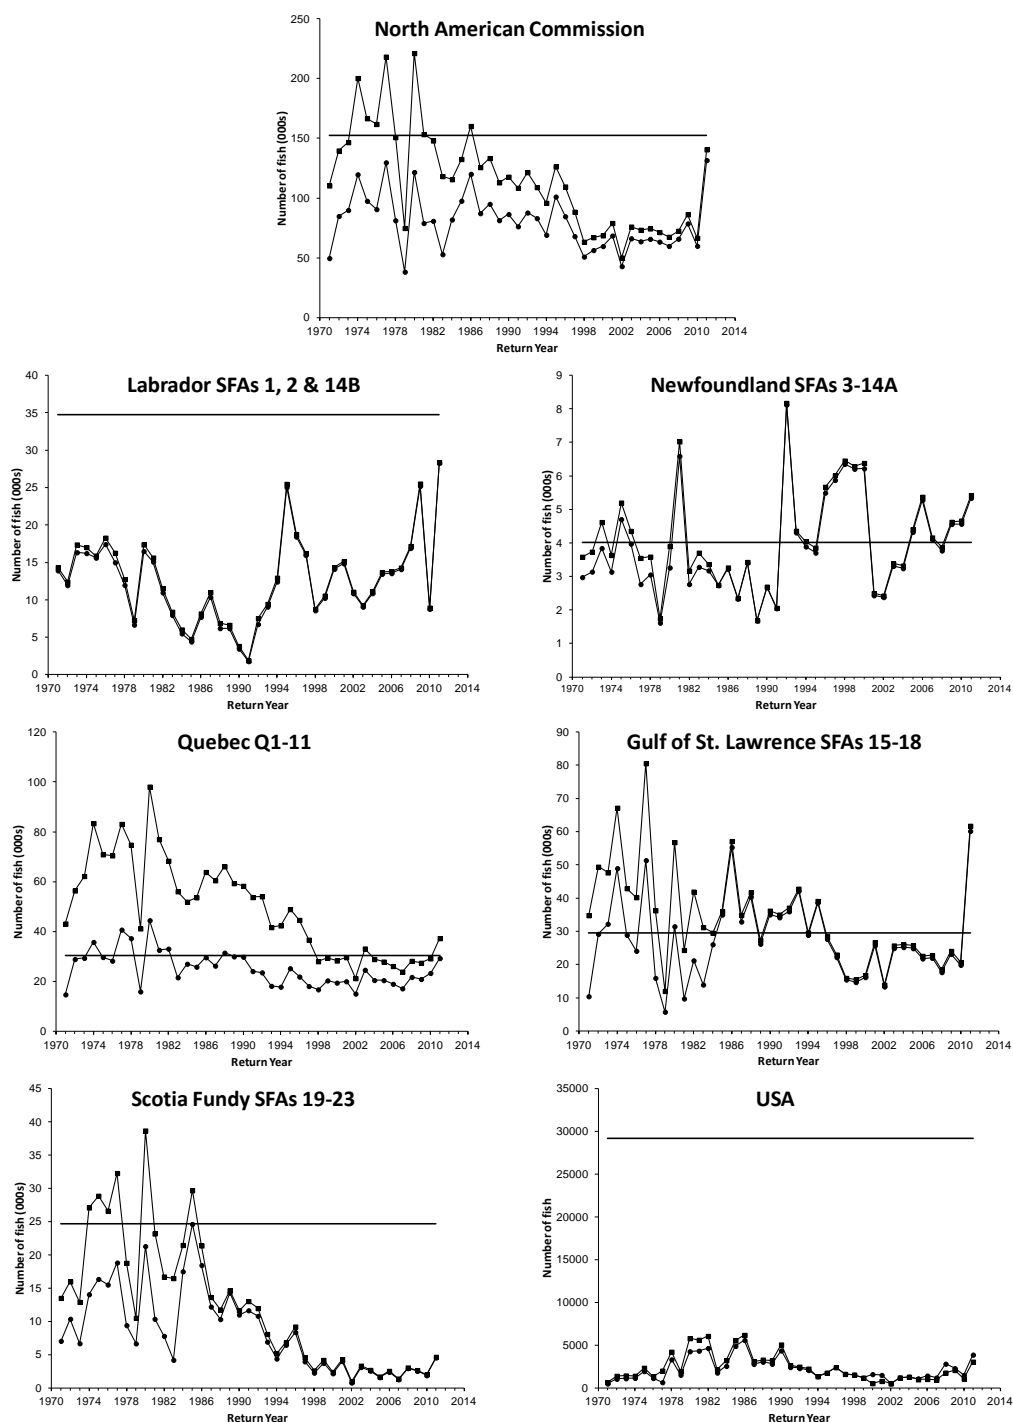 North American Commission
250
200
150
100
50
0
Number of fish (000s)
1970 1974 1978 1982 1986 1990 1994 1998 2002 2006 2010 2014
Return Year
Labrador SFAs 1, 2 & 14B
40
35
30
25
20
15
10
5
0
Number of fish (000s)
1970 1974 1978 1982 1986 1990 1994 1998 2002 2006 2010 2014
Return Year
Newfoundland SFAs 3-14A
9
8
7
6
5
4
3
2
1
0
Number of fish (000s)
1970 1974 1978 1982 1986 1990 1994 1998 2002 2006 2010 2014
Return Year
Quebec Q1-11
120
100
80
60
40
20
0
Number of fish (000s)
1970 1974 1978 1982 1986 1990 1994 1998 2002 2006 2010 2014
Return Year
Gulf of St. Lawrence SFAs 15-18
90
80
70
60
50
40
30
20
10
0
Number of fish (000s)
1970 1974 1978 1982 1986 1990 1994 1998 2002 2006 2010 2014
Return Year
Scotia Fundy SFAs 19-23
45
40
35
30
25
20
15
10
5
0
Number of fish (000s)
1970 1974 1978 1982 1986 1990 1994 1998 2002 2006 2010 2014
Return Year
USA
35000
30000
25000
20000
15000
10000
5000
0
Number of fish
1970 1974 1978 1982 1986 1990 1994 1998 2002 2006 2010 2014
Return Year